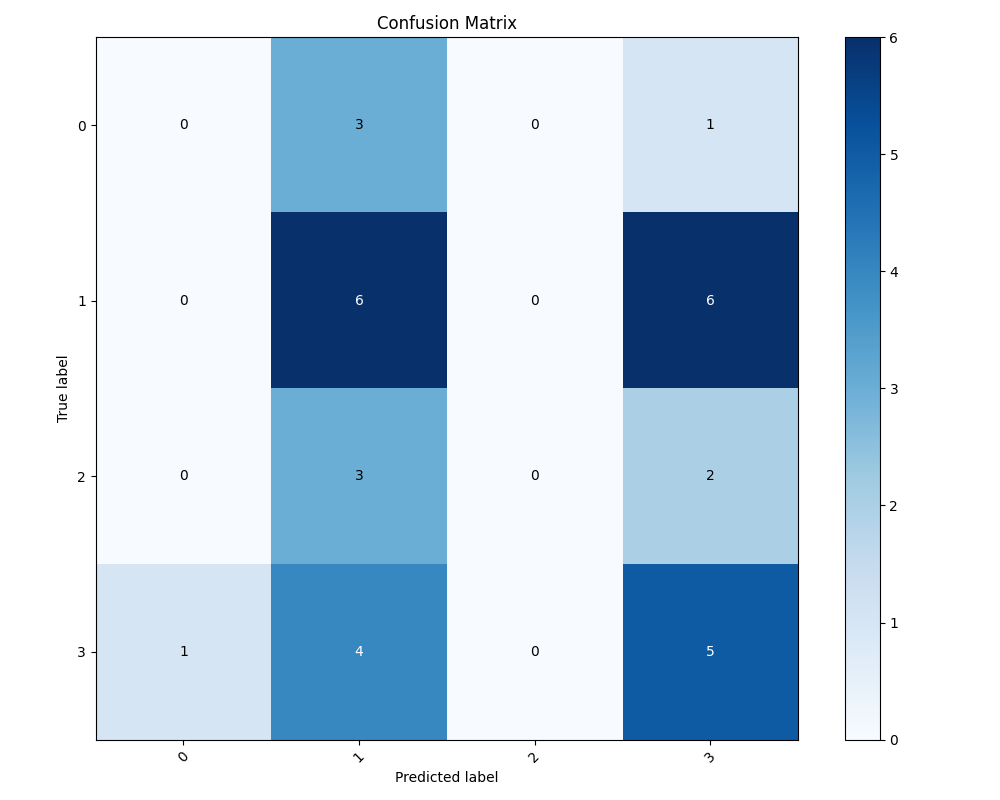 Confusion Matrix
0 0 3 0 1
1 0 6 0 6
2 0 3 0 2
3 1 4 0 5
0 1 2 3
True label
Predicted label
6
5
4
3
2
1
0